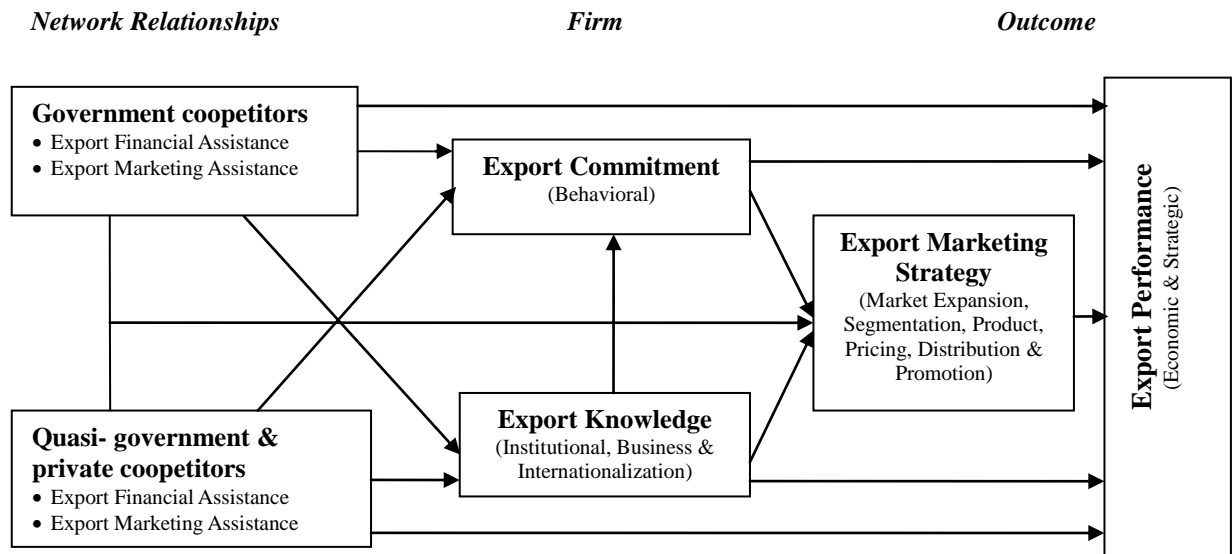 Network Relationships Firm Outcome
Government coopetitors
• Export Financial Assistance
• Export Marketing Assistance
Export Commitment
(Behavioral)
Export Marketing
Strategy
(Market Expansion,
Segmentation, Product,
Pricing, Distribution &
Promotion)
Quasi- government &
private coopetitors
• Export Financial Assistance
• Export Marketing Assistance
Export Knowledge
(Institutional, Business &
Internationalization)
Export Performance
(Economic & Strategic)